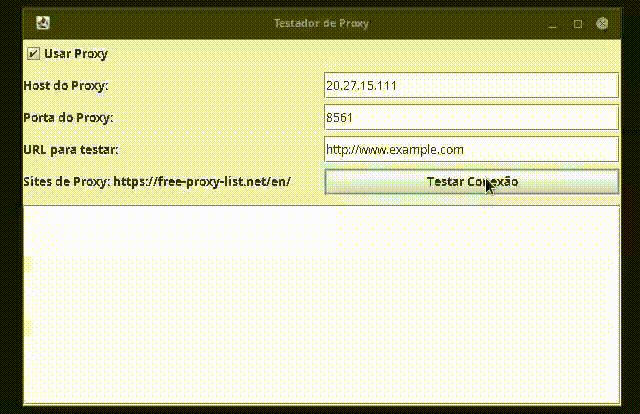 Testador de Proxy
Usar Proxy
Host do Proxy: 20.27.15.111
Porta do Proxy: 8561
URL para testar: http://www.example.com
Sites de Proxy: https://free-proxy-list.net/en/ Testar Conexão